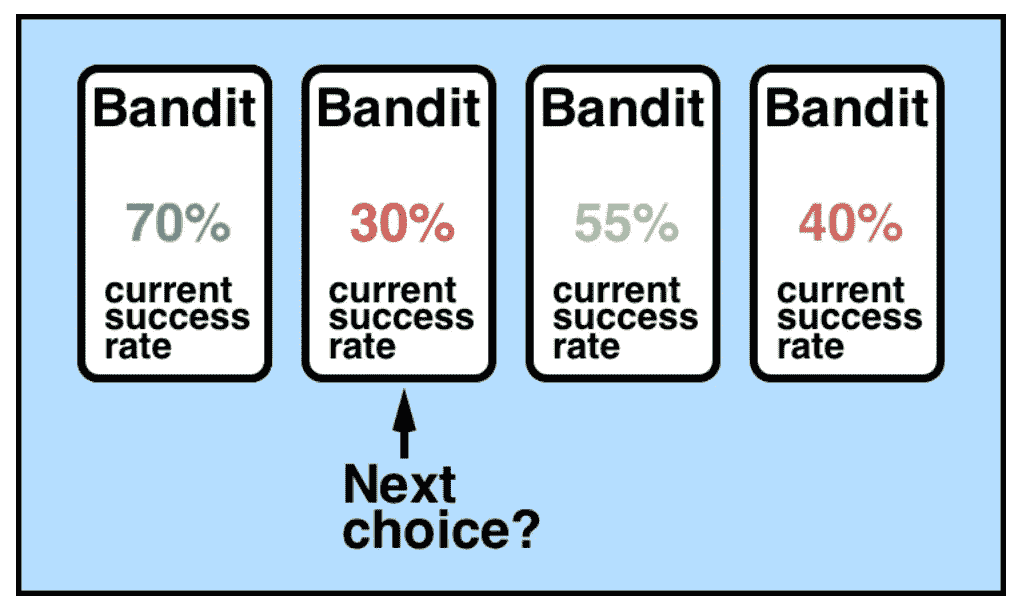 Bandit
70%
current
success
rate
Bandit
30%
current
success
rate
Bandit
55%
current
success
rate
Bandit
40%
current
success
rate
Next
choice?